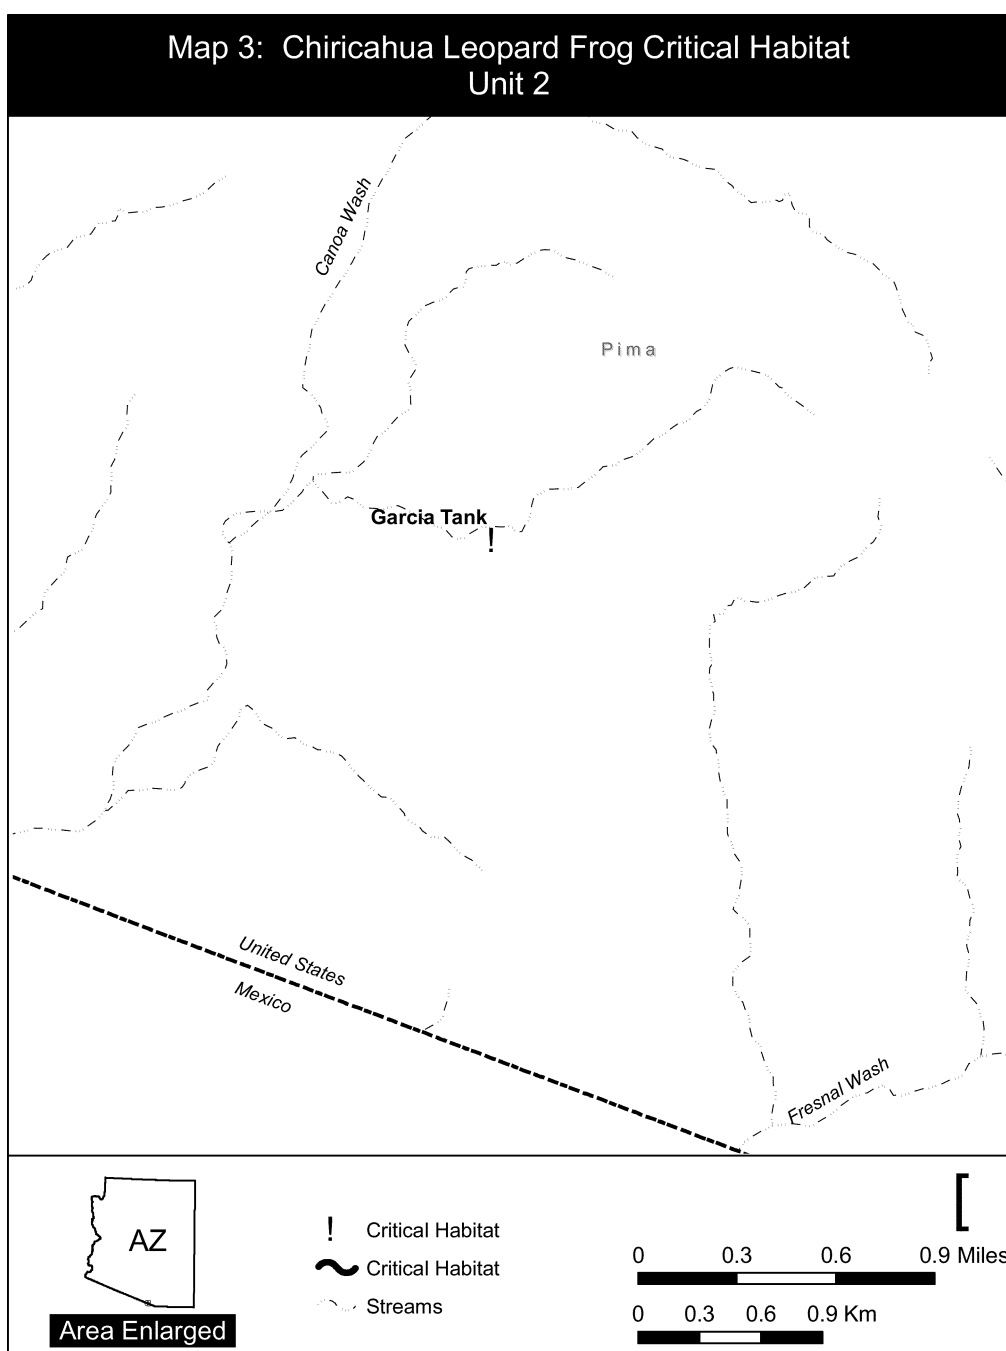 Map 3: Chiricahua Leopard Frog Critical Habitat
Unit 2
Canoa Wash
Pima
Garcia Tank
!
United States
Mexico
Fresnal Wash
AZ
Area Enlarged
! Critical Habitat
Critical Habitat
Streams
[
0 0.3 0.6 0.9 Miles
0 0.3 0.6 0.9 Km